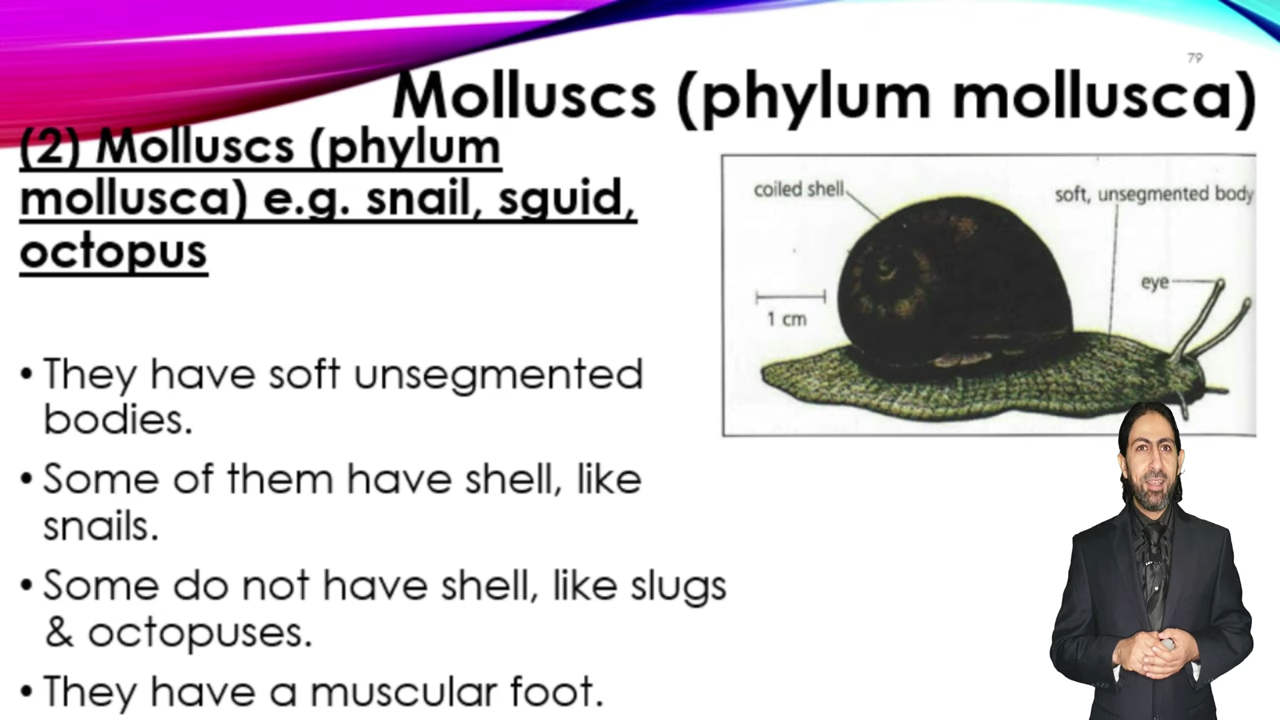 79
Molluscs (phylum mollusca)
(2) Molluscs (phylum
mollusca) e.g. snail, sguid,
octopus
coiled shell
soft, unsegmented body
eye
1 cm
• They have soft unsegmented
bodies.
• Some of them have shell, like
snails.
• Some do not have shell, like slugs
& octopuses.
• They have a muscular foot.